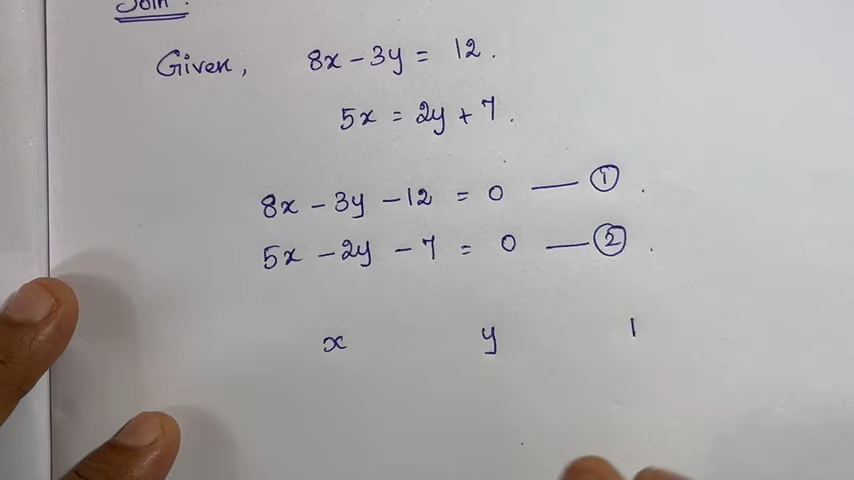 Given, 8x - 3y = 12.
5x = 2y + 7.
8x - 3y - 12 = 0 — ①.
5x - 2y - 7 = 0 — ②.
x y 1